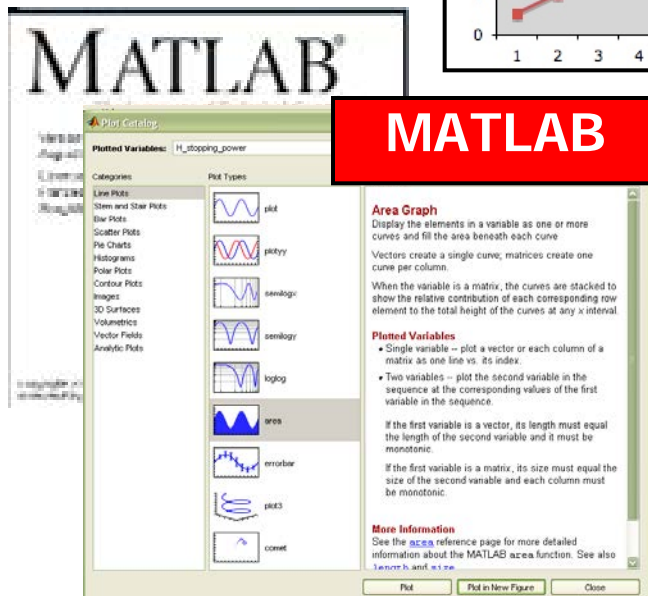 0
1 2 3 4
MATLAB®
MATLAB
Plot Catalog
Plotted Variables: H_stopping_power
Categories
Plot Types
Line Plots
Stem and Stair Plots
Bar Plots
Scatter Plots
Pie Charts
Histograms
Polar Plots
Contour Plots
Images
3D Surfaces
Volumetrics
Vector Fields
Analytic Plots
plot
plotyy
semilogx
semilogy
loglog
area
errorbar
plot3
comet
Area Graph
Display the elements in a variable as one or more
curves and fill the area beneath each curve
Vectors create a single curve; matrices create one
curve per column.
When the variable is a matrix, the curves are stacked to
show the relative contribution of each corresponding row
element to the total height of the curves at any x interval.
Plotted Variables
• Single variable -- plot a vector or each column of a
matrix as one line vs. its index.
• Two variables -- plot the second variable in the
sequence at the corresponding values of the first
variable in the sequence.
If the first variable is a vector, its length must equal
the length of the second variable and it must be
monotonic.
If the first variable is a matrix, its size must equal the
size of the second variable and each column must
be monotonic.
More Information
See the area reference page for more detailed
information about the MATLAB area function. See also
length and size
Plot
Plot in New Figure
Close